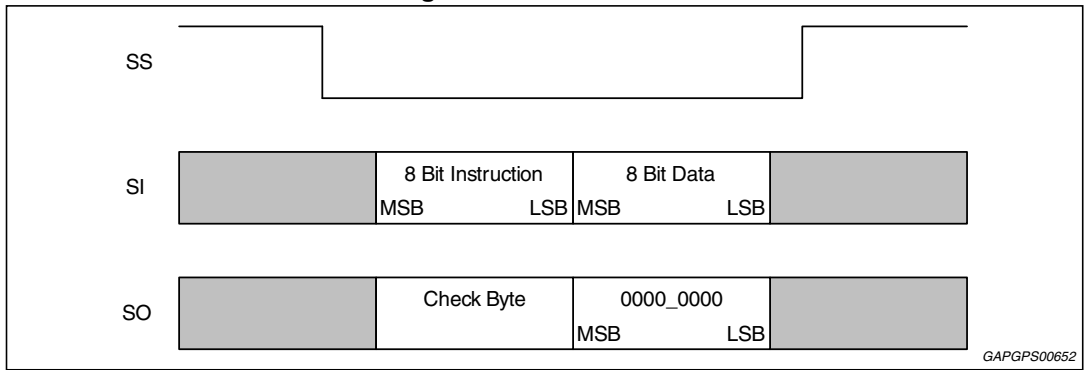 SS
SI
8 Bit Instruction
8 Bit Data
MSB
LSB
MSB
LSB
SO
Check Byte
0000_0000
MSB
LSB
GAPGPS00652